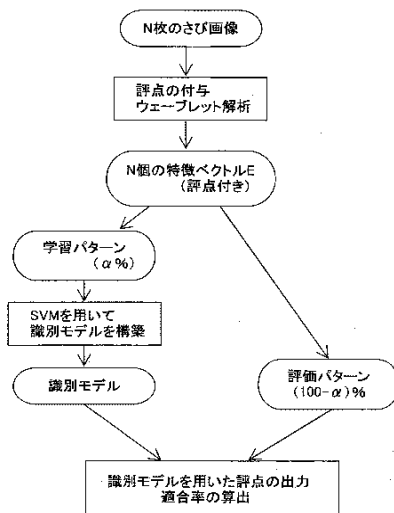 N枚のさび画像
評点の付与
ウェーブレット解析
N個の特徴ベクトルE
(評点付き)
学習パターン
(α%)
SVMを用いて
識別モデルを構築
識別モデル
評価パターン
(100-α)%
識別モデルを用いた評点の出力
適合率の算出